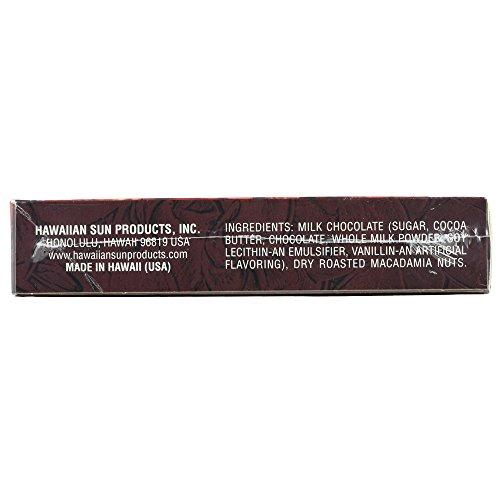 HAWAIIAN SUN PRODUCTS, INC.
HONOLULU, HAWAII 96819 USA
www.hawaiiansunproducts.com
MADE IN HAWAII (USA)
INGREDIENTS: MILK CHOCOLATE (SUGAR, COCOA
BUTTER, CHOCOLATE, WHOLE MILK POWDER, SOY
LECITHIN-AN EMULSIFIER, VANILLIN-AN ARTIFICIAL
FLAVORING). DRY ROASTED MACADAMIA NUTS.